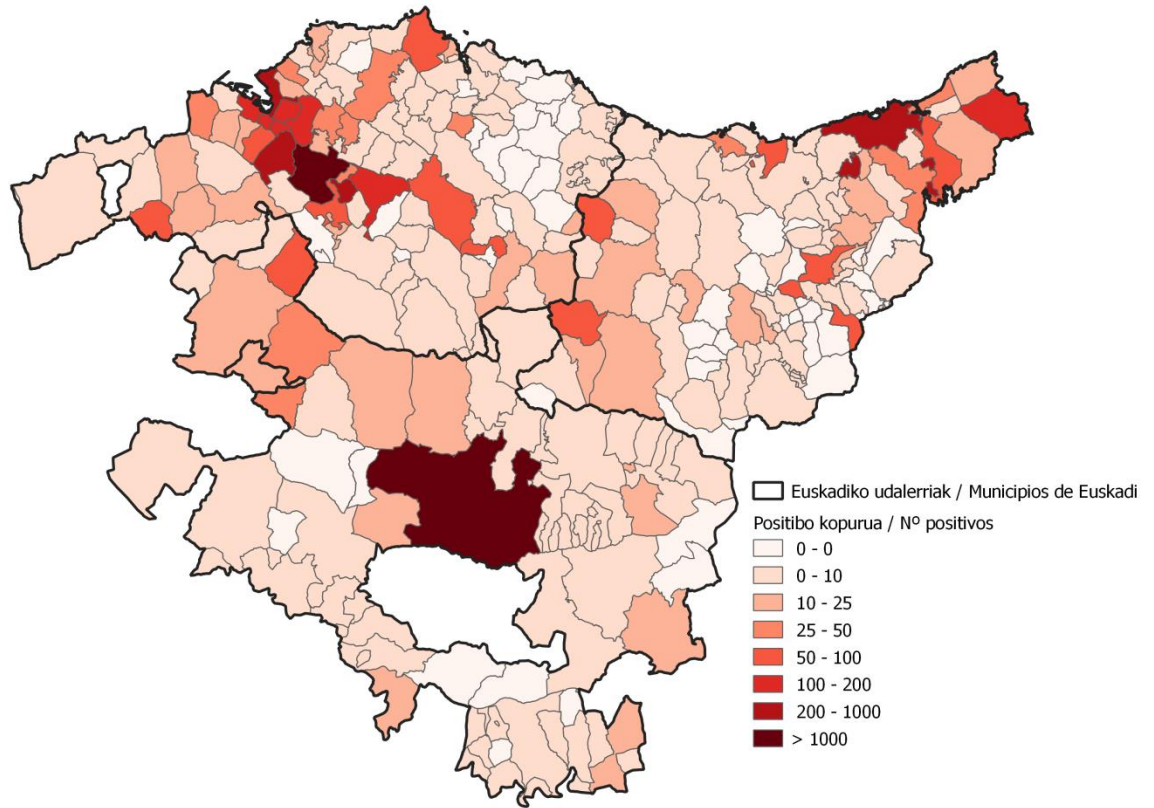 Euskadiko udalerriak / Municipios de Euskadi
Positibo kopurua / Nº positivos
0 - 0
0 - 10
10 - 25
25 - 50
50 - 100
100 - 200
200 - 1000
> 1000